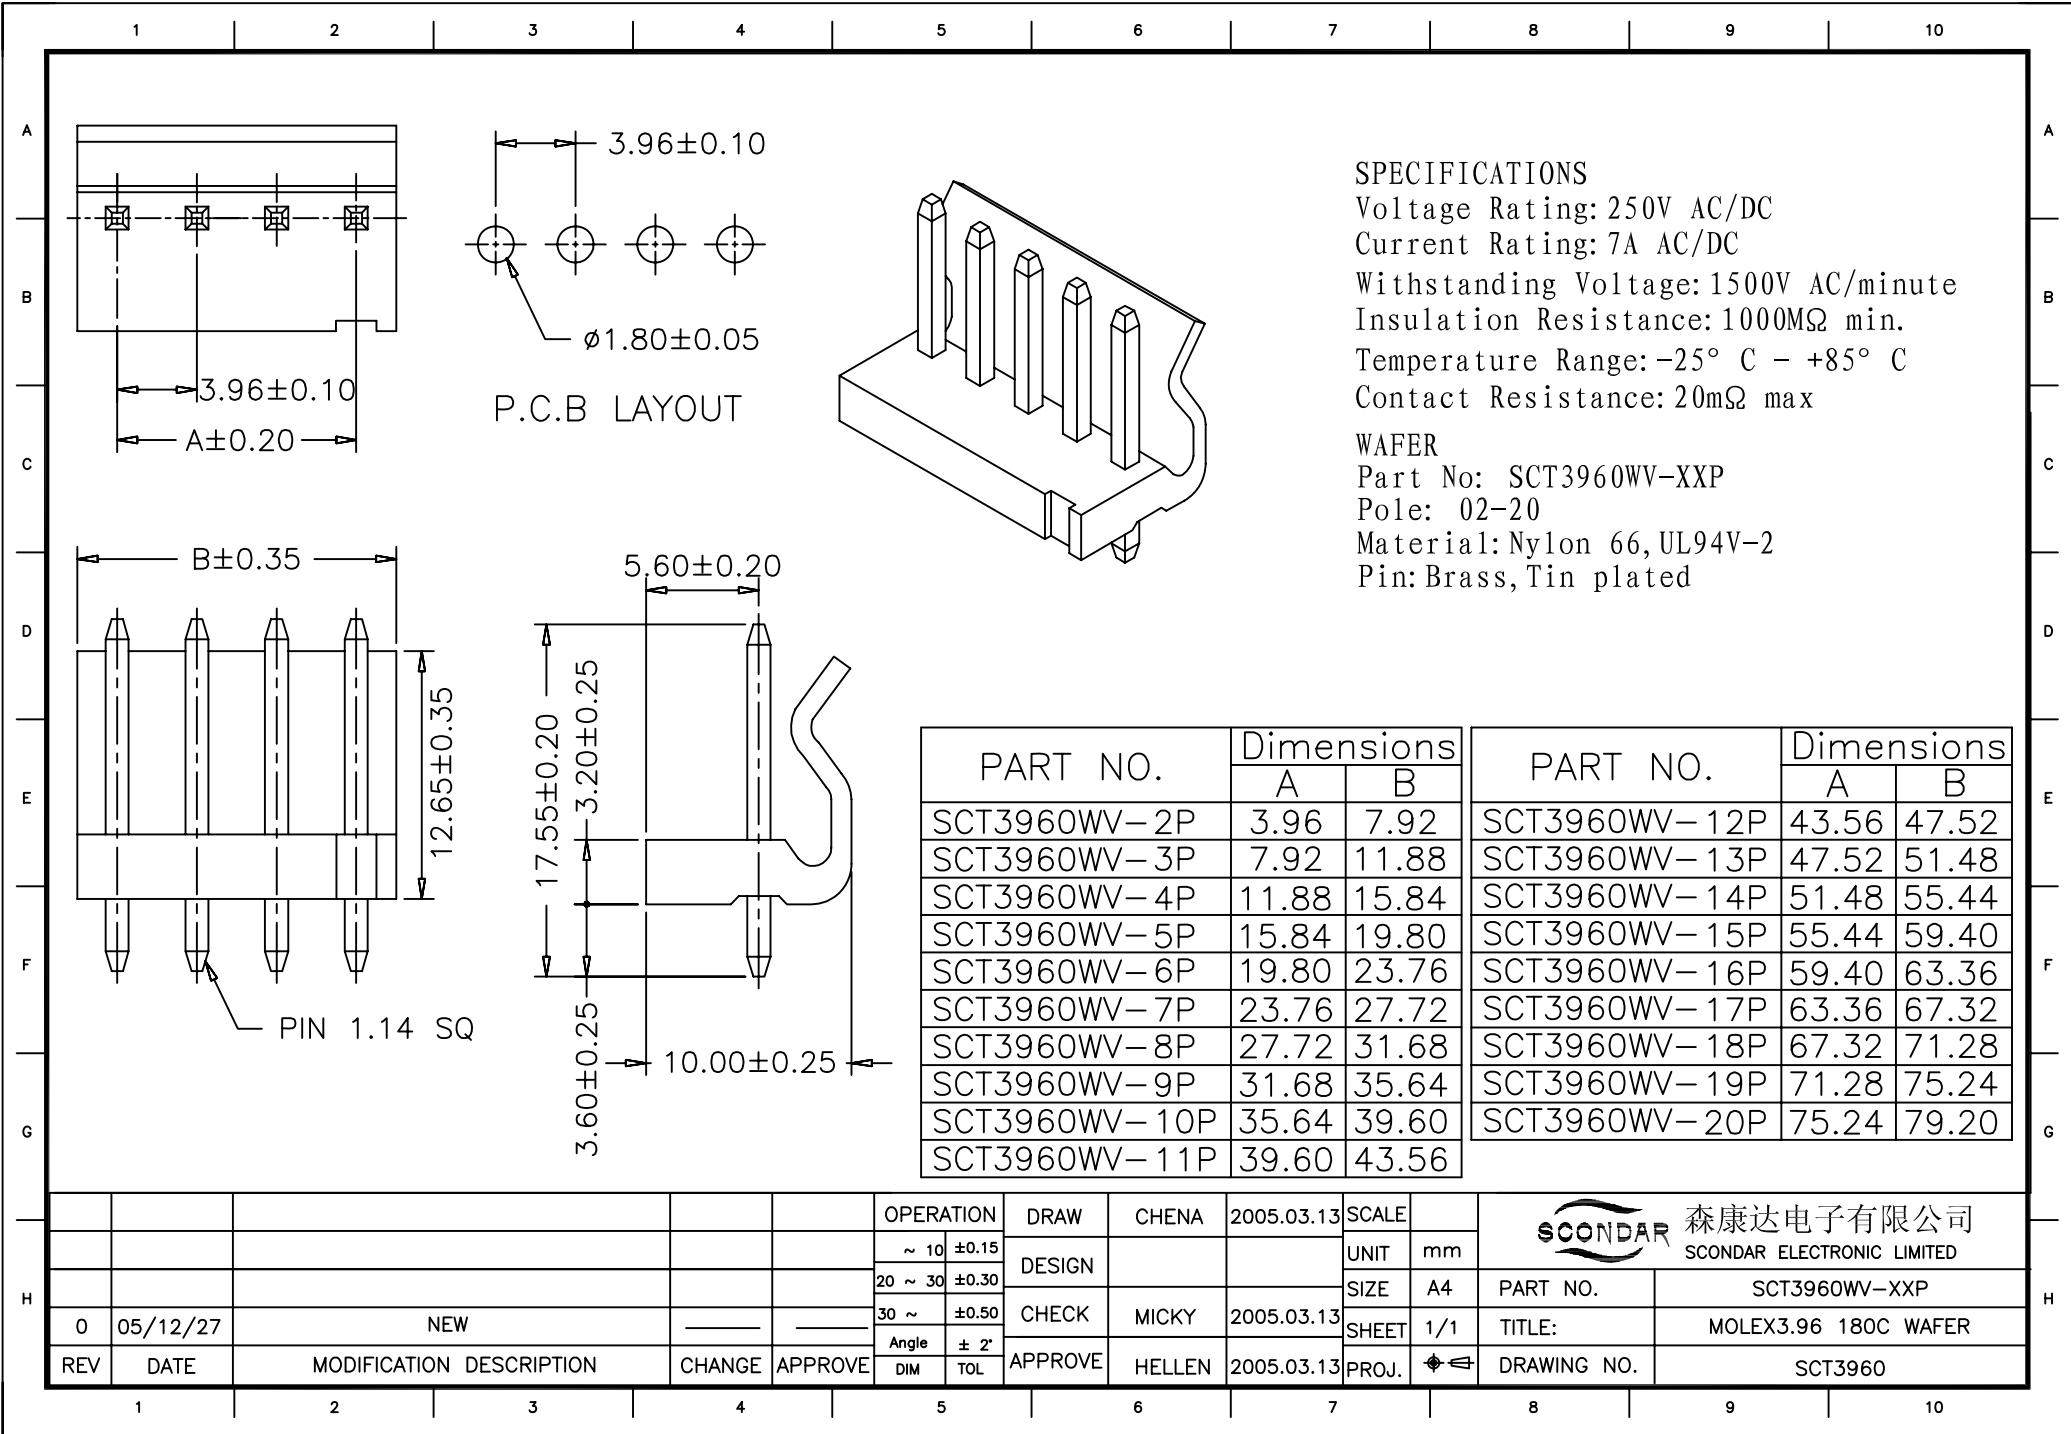 1 2 3 4 5 6 7 8 9 10
A
B
C
D
E
F
G
H
A
B
C
D
E
F
G
H
3.96±0.10
A±0.20
3.96±0.10
ø1.80±0.05
P.C.B LAYOUT
SPECIFICATIONS
Voltage Rating: 250V AC/DC
Current Rating: 7A AC/DC
Withstanding Voltage: 1500V AC/minute
Insulation Resistance: 1000MΩ min.
Temperature Range: -25° C - +85° C
Contact Resistance: 20mΩ max
WAFER
Part No: SCT3960WV-XXP
Pole: 02-20
Material: Nylon 66, UL94V-2
Pin: Brass, Tin plated
B±0.35
12.65±0.35
PIN 1.14 SQ
5.60±0.20
17.55±0.20
3.20±0.25
3.60±0.25
10.00±0.25
PART NO. Dimensions
A B
SCT3960WV-2P 3.96 7.92
SCT3960WV-3P 7.92 11.88
SCT3960WV-4P 11.88 15.84
SCT3960WV-5P 15.84 19.80
SCT3960WV-6P 19.80 23.76
SCT3960WV-7P 23.76 27.72
SCT3960WV-8P 27.72 31.68
SCT3960WV-9P 31.68 35.64
SCT3960WV-10P 35.64 39.60
SCT3960WV-11P 39.60 43.56
PART NO. Dimensions
A B
SCT3960WV-12P 43.56 47.52
SCT3960WV-13P 47.52 51.48
SCT3960WV-14P 51.48 55.44
SCT3960WV-15P 55.44 59.40
SCT3960WV-16P 59.40 63.36
SCT3960WV-17P 63.36 67.32
SCT3960WV-18P 67.32 71.28
SCT3960WV-19P 71.28 75.24
SCT3960WV-20P 75.24 79.20
0 05/12/27 NEW
REV DATE MODIFICATION DESCRIPTION CHANGE APPROVE
OPERATION
~ 10 ±0.15
20 ~ 30 ±0.30
30 ~ ±0.50
Angle ± 2°
DIM TOL
DRAW CHENA 2005.03.13
DESIGN
CHECK MICKY 2005.03.13
APPROVE HELLEN 2005.03.13
SCALE
UNIT mm
SIZE A4
SHEET 1/1
PROJ.
SCONDAR
森康达电子有限公司
SCONDAR ELECTRONIC LIMITED
PART NO. SCT3960WV-XXP
TITLE: MOLEX3.96 180C WAFER
DRAWING NO. SCT3960
1 2 3 4 5 6 7 8 9 10